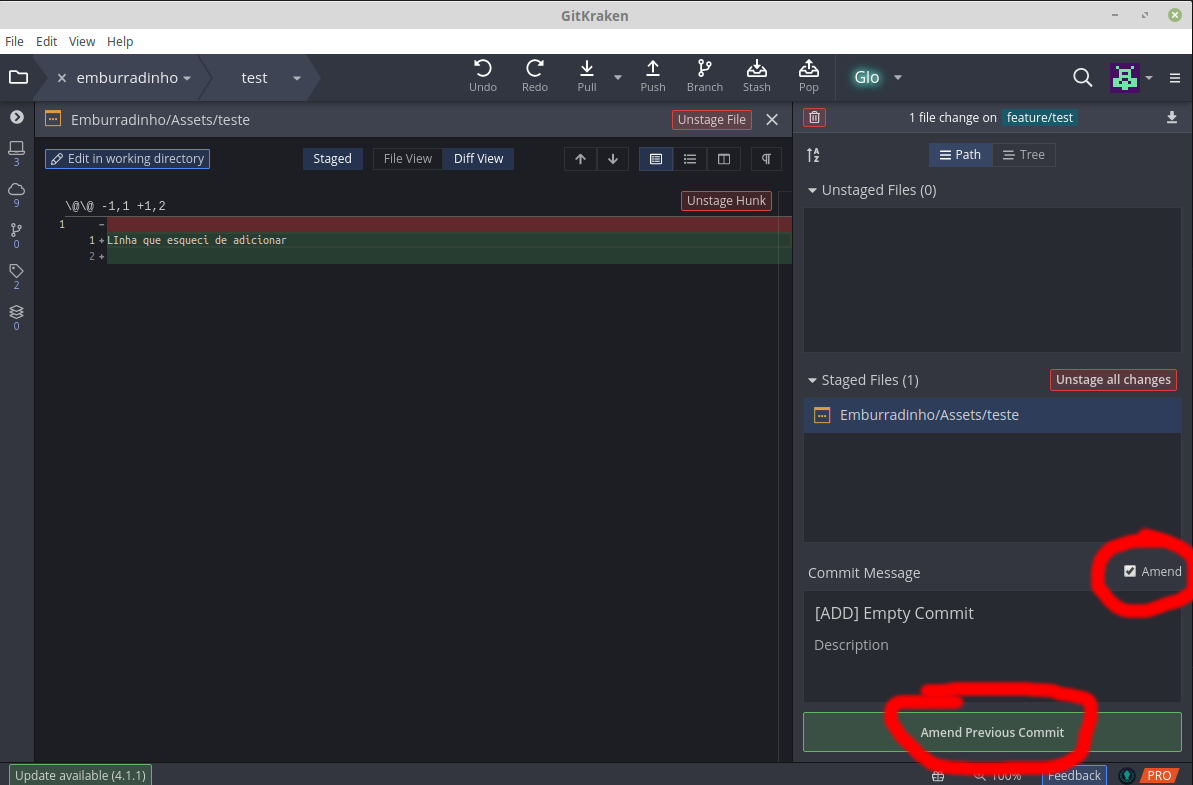 GitKraken
File Edit View Help
emburradinho test Undo Redo Pull Push Branch Stash Pop Glo
Emburradinho/Assets/teste Unstage File
1 file change on feature/test
Edit in working directory Staged File View Diff View
Path Tree
3
9
0
2
0
\@\@ -1,1 +1,2 Unstage Hunk
1 -
1 + LInha que esqueci de adicionar
2 +
Unstaged Files (0)
Staged Files (1) Unstage all changes
Emburradinho/Assets/teste
Commit Message Amend
[ADD] Empty Commit
Description
Amend Previous Commit
Update available (4.1.1) 100% Feedback PRO